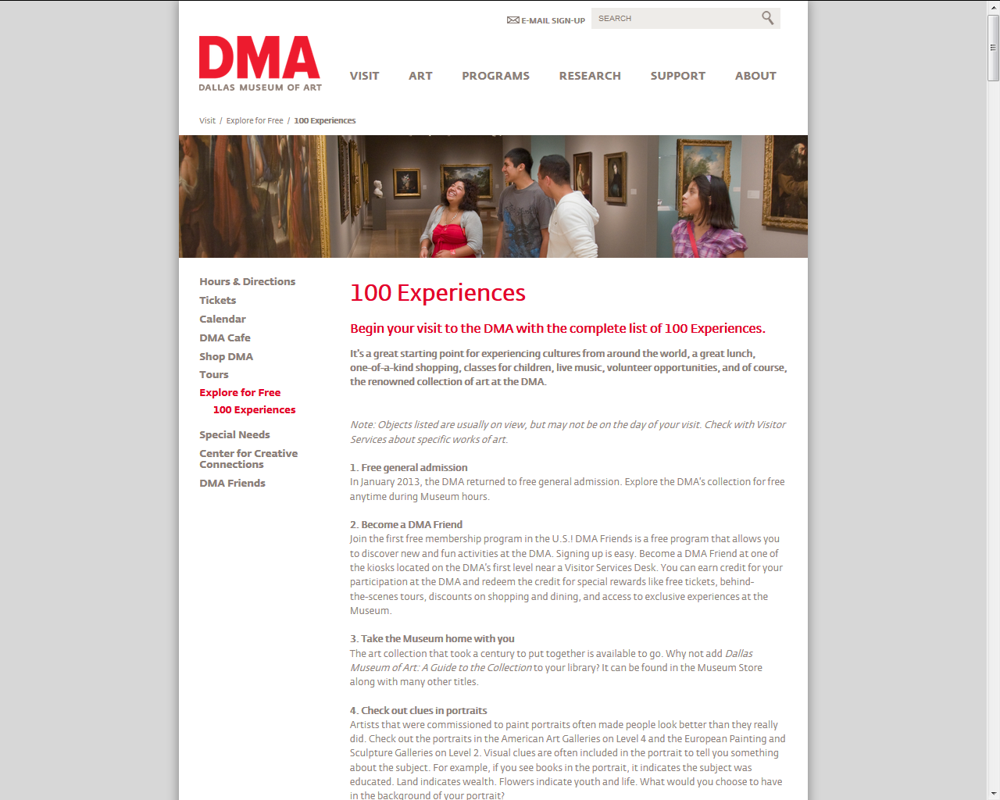 E-MAIL SIGN-UP
SEARCH
DMA
DALLAS MUSEUM OF ART
VISIT ART PROGRAMS RESEARCH SUPPORT ABOUT
Visit / Explore for Free / 100 Experiences
Hours & Directions
Tickets
Calendar
DMA Cafe
Shop DMA
Tours
Explore for Free
100 Experiences
Special Needs
Center for Creative
Connections
DMA Friends
100 Experiences
Begin your visit to the DMA with the complete list of 100 Experiences.
It's a great starting point for experiencing cultures from around the world, a great lunch,
one-of-a-kind shopping, classes for children, live music, volunteer opportunities, and of course,
the renowned collection of art at the DMA.
Note: Objects listed are usually on view, but may not be on the day of your visit. Check with Visitor
Services about specific works of art.
1. Free general admission
In January 2013, the DMA returned to free general admission. Explore the DMA's collection for free
anytime during Museum hours.
2. Become a DMA Friend
Join the first free membership program in the U.S.! DMA Friends is a free program that allows you
to discover new and fun activities at the DMA. Signing up is easy. Become a DMA Friend at one of
the kiosks located on the DMA's first level near a Visitor Services Desk. You can earn credit for your
participation at the DMA and redeem the credit for special rewards like free tickets, behind-
the-scenes tours, discounts on shopping and dining, and access to exclusive experiences at the
Museum.
3. Take the Museum home with you
The art collection that took a century to put together is available to go. Why not add Dallas
Museum of Art: A Guide to the Collection to your library? It can be found in the Museum Store
along with many other titles.
4. Check out clues in portraits
Artists that were commissioned to paint portraits often made people look better than they really
did. Check out the portraits in the American Art Galleries on Level 4 and the European Painting and
Sculpture Galleries on Level 2. Visual clues are often included in the portrait to tell you something
about the subject. For example, if you see books in the portrait, it indicates the subject was
educated. Land indicates wealth. Flowers indicate youth and life. What would you choose to have
in the background of your portrait?